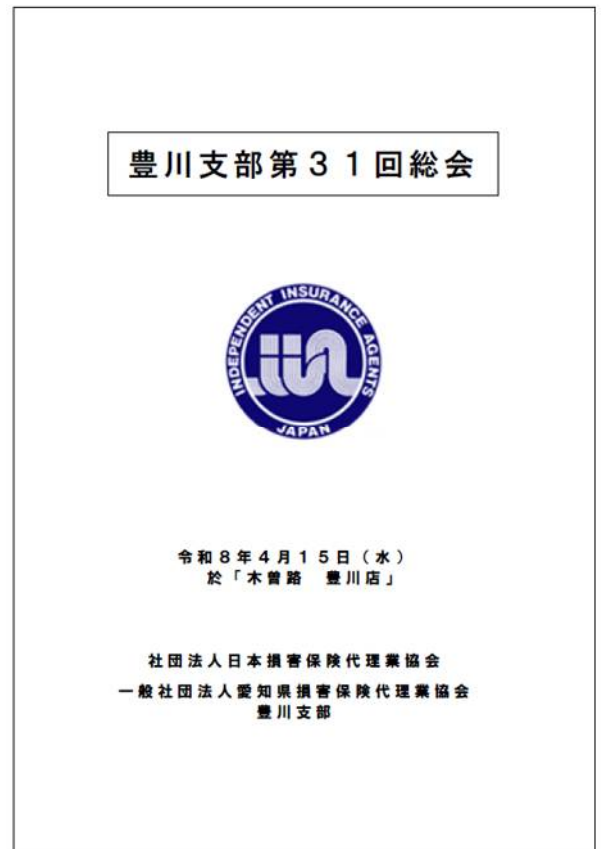 豊川支部第３１回総会
INDEPENDENT INSURANCE AGENTS
iia
JAPAN
令和８年４月１５日（水）
於「木曽路　豊川店」
社団法人日本損害保険代理業協会
一般社団法人愛知県損害保険代理業協会
豊川支部